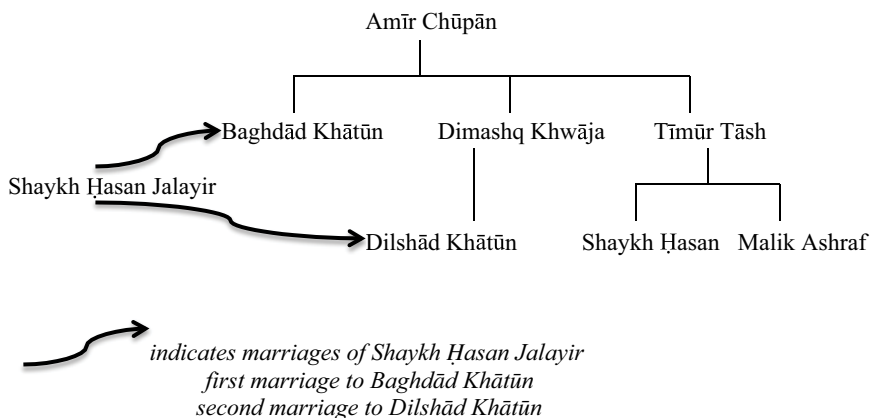 Amīr Chūpān
Baghdād Khātūn Dimashq Khwāja Tīmūr Tāsh
Shaykh Ḥasan Jalayir
Dilshād Khātūn Shaykh Ḥasan Malik Ashraf
indicates marriages of Shaykh Ḥasan Jalayir
first marriage to Baghdād Khātūn
second marriage to Dilshād Khātūn